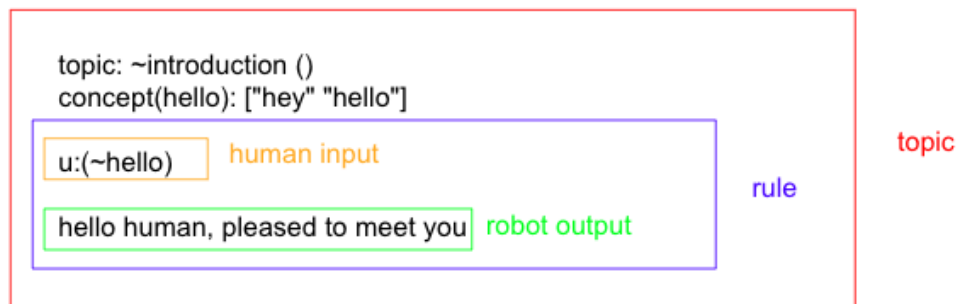 topic: ~introduction ()
concept(hello): ["hey" "hello"]
u:(~hello)
human input
hello human, pleased to meet you
robot output
rule
topic